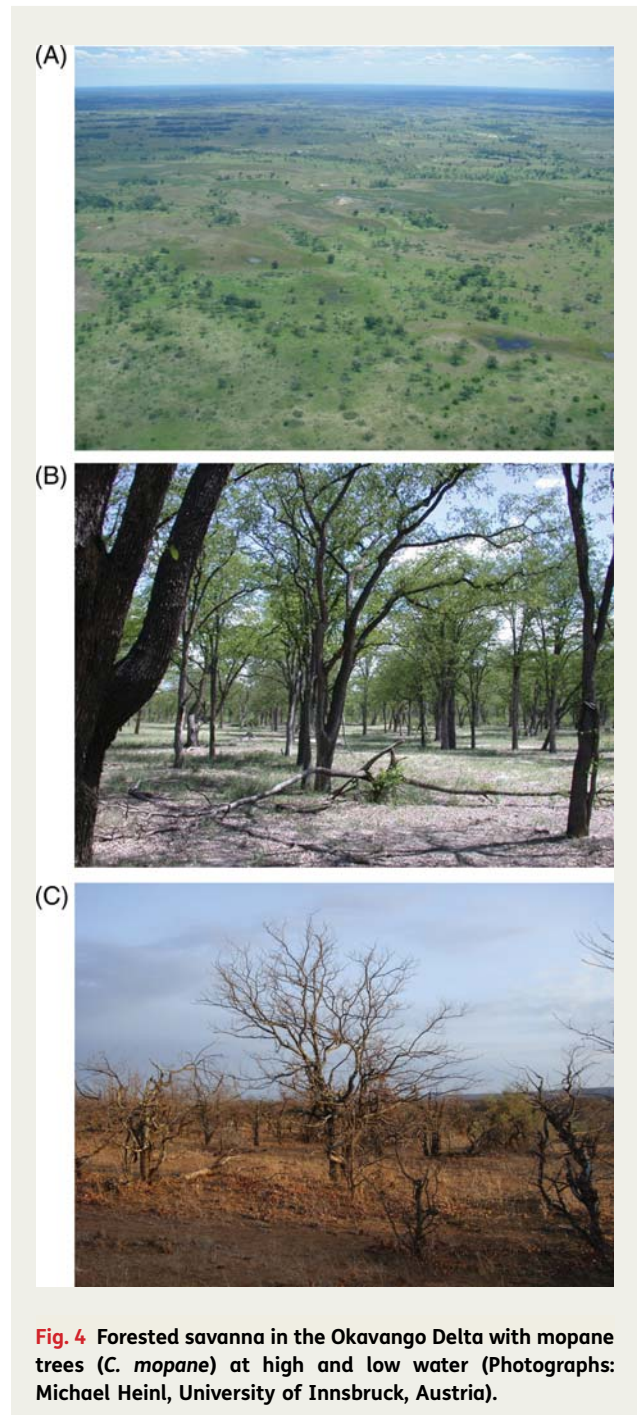 (A)
(B)
(C)
Fig. 4 Forested savanna in the Okavango Delta with mopane
trees (C. mopane) at high and low water (Photographs:
Michael Heinl, University of Innsbruck, Austria).